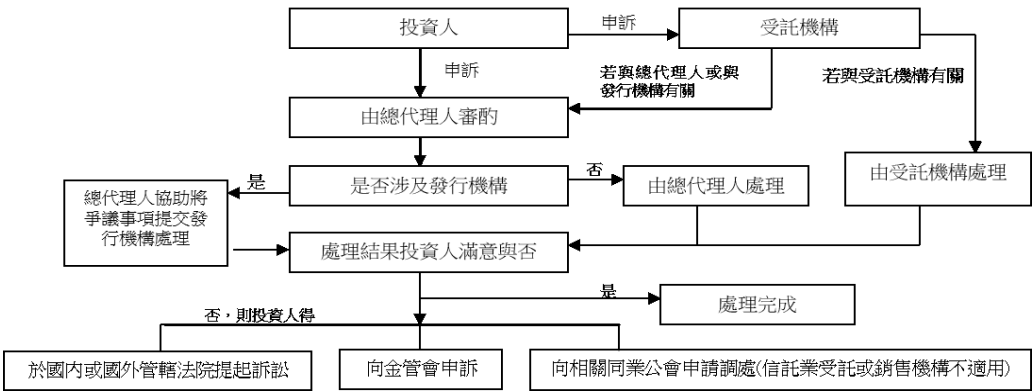 投資人
申訴
受託機構
申訴
若與總代理人或與
發行機構有關
若與受託機構有關
由總代理人審酌
是
是否涉及發行機構
否
由總代理人處理
由受託機構處理
總代理人協助將
爭議事項提交發
行機構處理
處理結果投資人滿意與否
是
處理完成
否，則投資人得
於國內或國外管轄法院提起訴訟
向金管會申訴
向相關同業公會申請調處(信託業受託或銷售機構不適用)